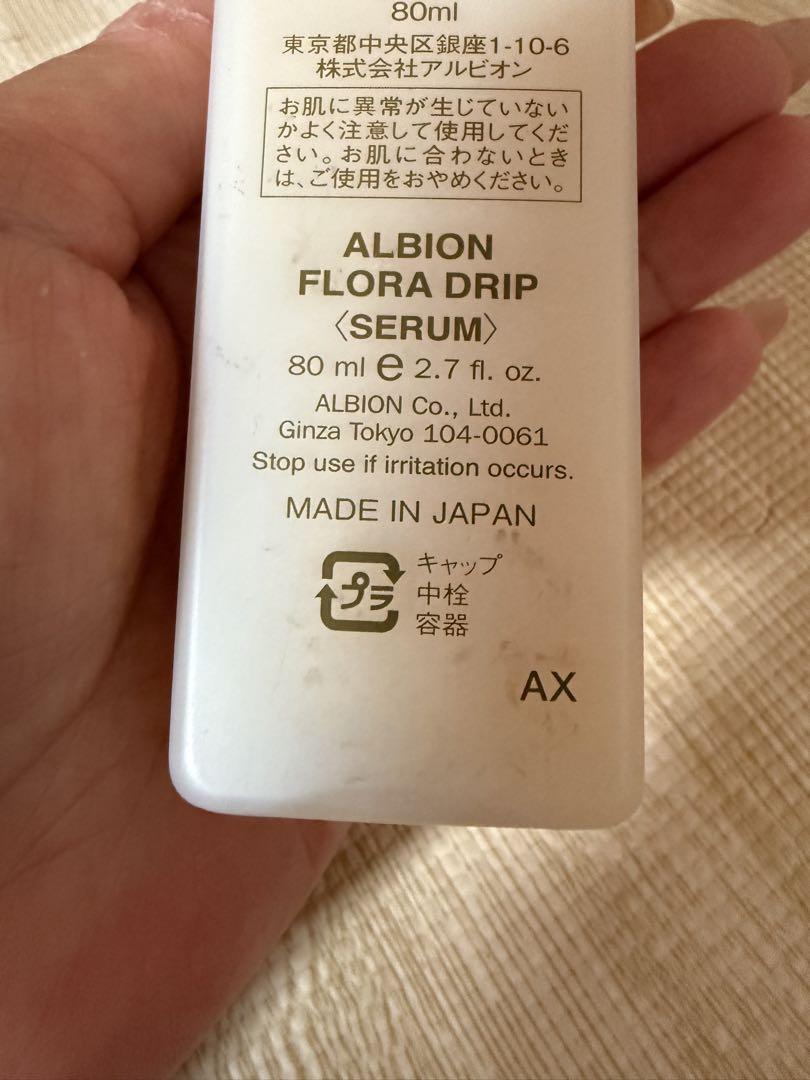 80ml
東京都中央区銀座1-10-6
株式会社アルビオン
お肌に異常が生じていない
かよく注意して使用してくだ
さい。お肌に合わないとき
は、ご使用をおやめください。
ALBION
FLORA DRIP
〈SERUM〉
80 ml ℮ 2.7 fl. oz.
ALBION Co., Ltd.
Ginza Tokyo 104-0061
Stop use if irritation occurs.
MADE IN JAPAN
プラ
キャップ
中栓
容器
AX